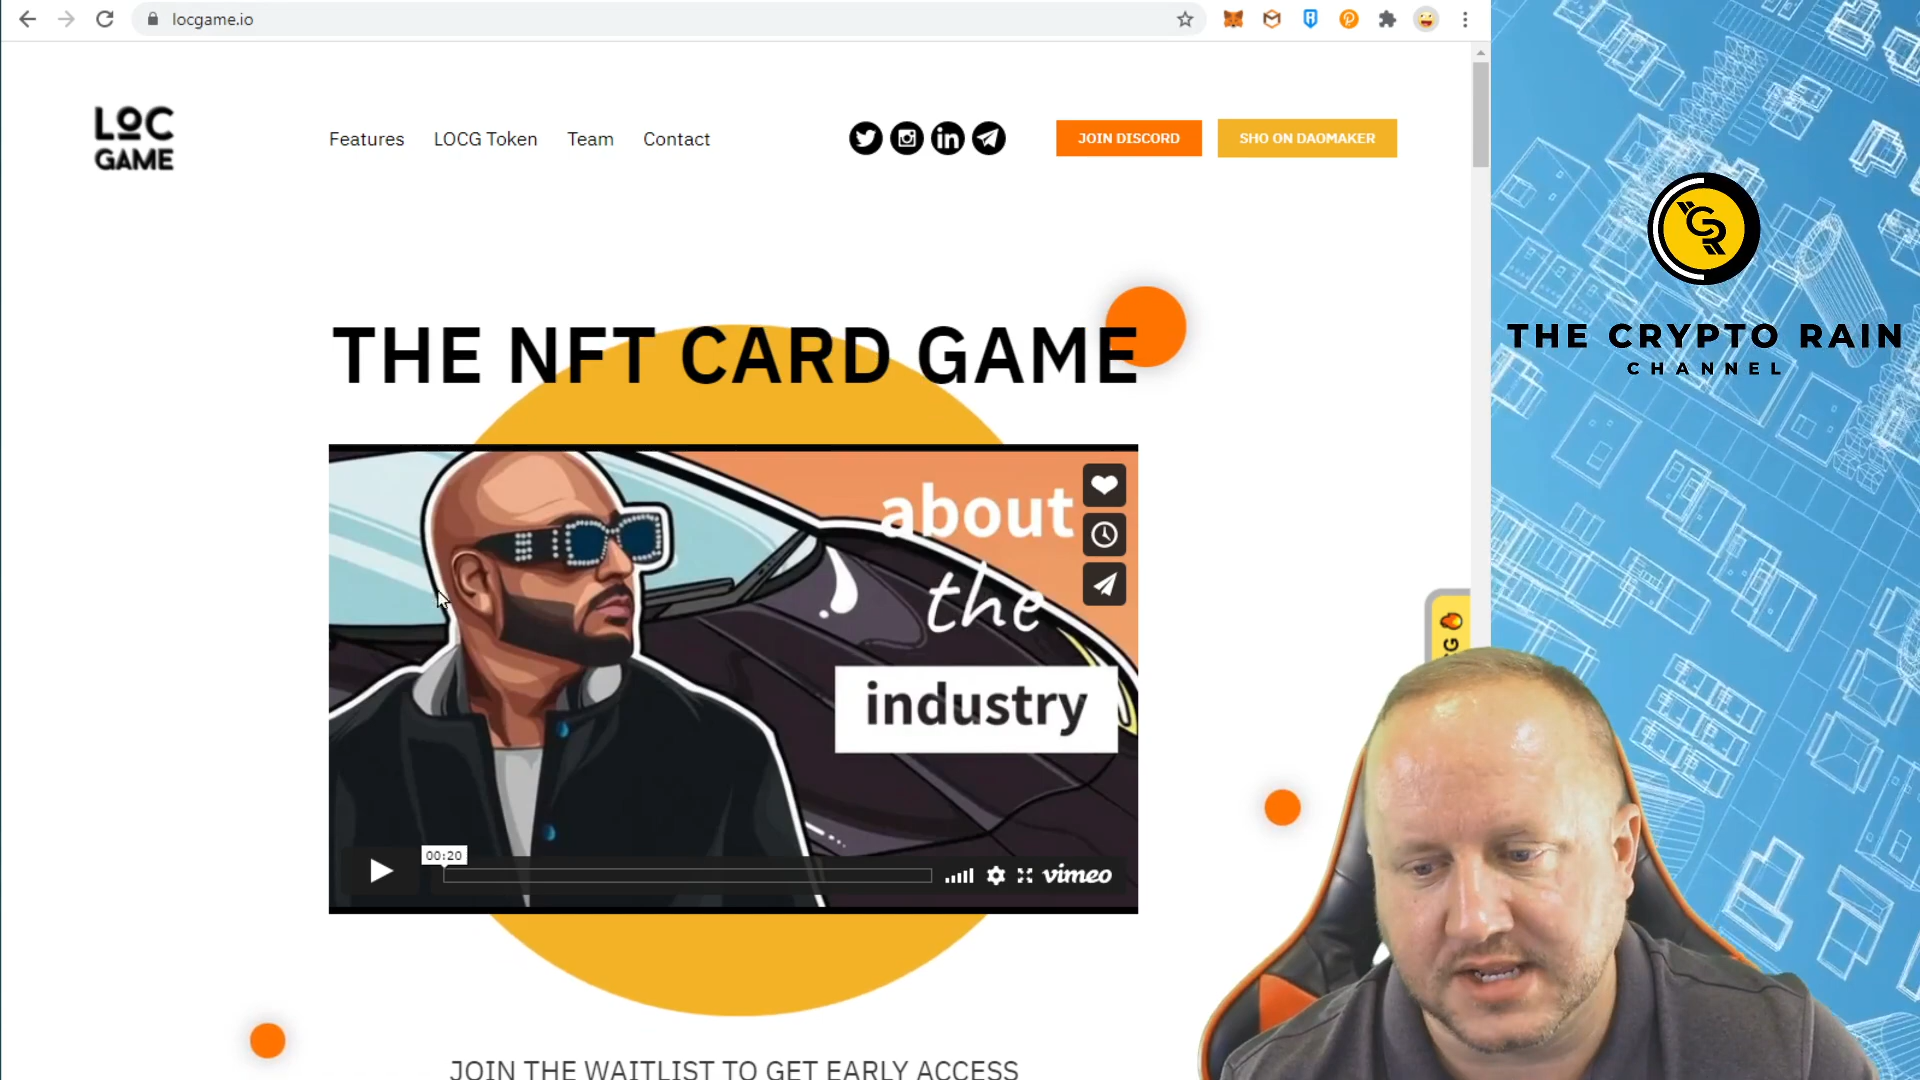 locgame.io
LOC
GAME
Features
LOCG Token
Team
Contact
JOIN DISCORD
SHO ON DAOMAKER
THE NFT CARD GAME
about
the
industry
00:20
vimeo
JOIN THE WAITLIST TO GET EARLY ACCESS
CR
THE CRYPTO RAIN
CHANNEL